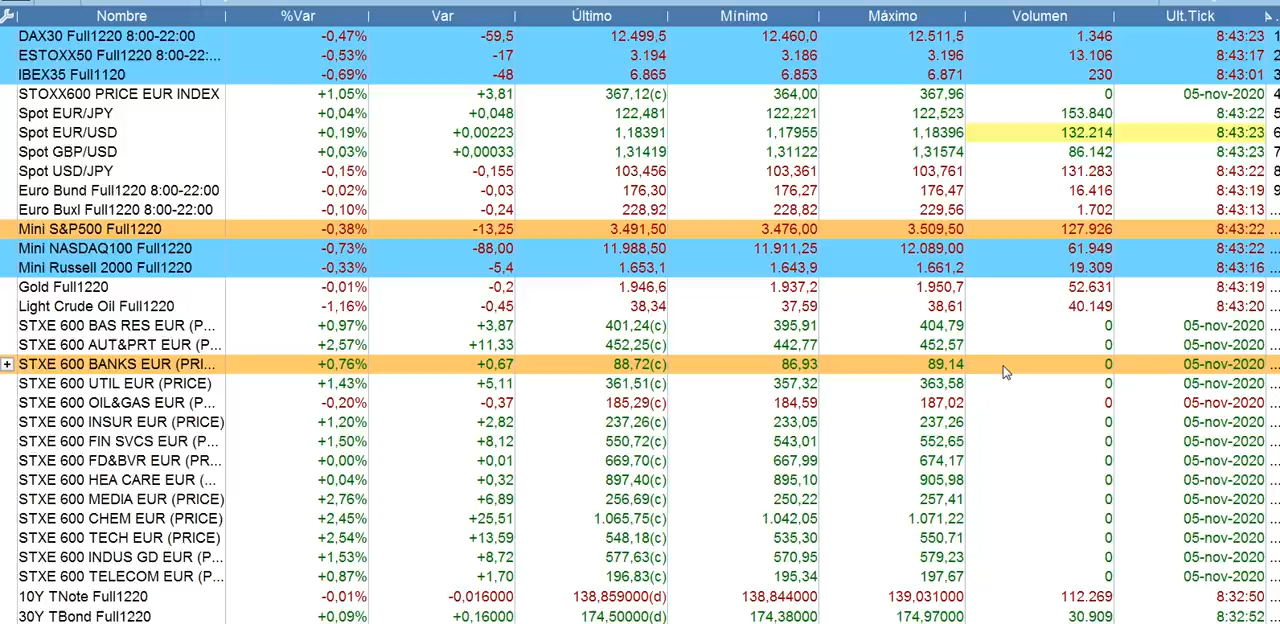 Nombre %Var Var Último Mínimo Máximo Volumen Ult.Tick
DAX30 Full1220 8:00-22:00 -0,47% -59,5 12.499,5 12.460,0 12.511,5 1.346 8:43:23 1
ESTOXX50 Full1220 8:00-22:... -0,53% -17 3.194 3.186 3.196 13.106 8:43:17 2
IBEX35 Full1120 -0,69% -48 6.865 6.853 6.871 230 8:43:01 3
STOXX600 PRICE EUR INDEX +1,05% +3,81 367,12(c) 364,00 367,96 0 05-nov-2020 4
Spot EUR/JPY +0,04% +0,048 122,481 122,221 122,523 153.840 8:43:22 5
Spot EUR/USD +0,19% +0,00223 1,18391 1,17955 1,18396 132.214 8:43:23 6
Spot GBP/USD +0,03% +0,00033 1,31419 1,31122 1,31574 86.142 8:43:23 7
Spot USD/JPY -0,15% -0,155 103,456 103,361 103,761 131.283 8:43:22 8
Euro Bund Full1220 8:00-22:00 -0,02% -0,03 176,30 176,27 176,47 16.416 8:43:19 9
Euro Buxl Full1220 8:00-22:00 -0,10% -0,24 228,92 228,82 229,56 1.702 8:43:13 ...
Mini S&P500 Full1220 -0,38% -13,25 3.491,50 3.476,00 3.509,50 127.926 8:43:22 ...
Mini NASDAQ100 Full1220 -0,73% -88,00 11.988,50 11.911,25 12.089,00 61.949 8:43:22 ...
Mini Russell 2000 Full1220 -0,33% -5,4 1.653,1 1.643,9 1.661,2 19.309 8:43:16 ...
Gold Full1220 -0,01% -0,2 1.946,6 1.937,2 1.950,7 52.631 8:43:19 ...
Light Crude Oil Full1220 -1,16% -0,45 38,34 37,59 38,61 40.149 8:43:20 ...
STXE 600 BAS RES EUR (P... +0,97% +3,87 401,24(c) 395,91 404,79 0 05-nov-2020 ...
STXE 600 AUT&PRT EUR (P... +2,57% +11,33 452,25(c) 442,77 452,57 0 05-nov-2020 ...
STXE 600 BANKS EUR (PRI... +0,76% +0,67 88,72(c) 86,93 89,14 0 05-nov-2020 ...
STXE 600 UTIL EUR (PRICE) +1,43% +5,11 361,51(c) 357,32 363,58 0 05-nov-2020 ...
STXE 600 OIL&GAS EUR (P... -0,20% -0,37 185,29(c) 184,59 187,02 0 05-nov-2020 ...
STXE 600 INSUR EUR (PRICE) +1,20% +2,82 237,26(c) 233,05 237,26 0 05-nov-2020 ...
STXE 600 FIN SVCS EUR (P... +1,50% +8,12 550,72(c) 543,01 552,65 0 05-nov-2020 ...
STXE 600 FD&BVR EUR (PR... +0,00% +0,01 669,70(c) 667,99 674,17 0 05-nov-2020 ...
STXE 600 HEA CARE EUR (... +0,04% +0,32 897,40(c) 895,10 905,98 0 05-nov-2020 ...
STXE 600 MEDIA EUR (PRICE) +2,76% +6,89 256,69(c) 250,22 257,41 0 05-nov-2020 ...
STXE 600 CHEM EUR (PRICE) +2,45% +25,51 1.065,75(c) 1.042,05 1.071,22 0 05-nov-2020 ...
STXE 600 TECH EUR (PRICE) +2,54% +13,59 548,18(c) 535,30 550,71 0 05-nov-2020 ...
STXE 600 INDUS GD EUR (P... +1,53% +8,72 577,63(c) 570,95 579,23 0 05-nov-2020 ...
STXE 600 TELECOM EUR (P... +0,87% +1,70 196,83(c) 195,34 197,67 0 05-nov-2020 ...
10Y TNote Full1220 -0,01% -0,016000 138,859000(d) 138,844000 139,031000 112.269 8:32:50 ...
30Y TBond Full1220 +0,09% +0,16000 174,50000(d) 174,38000 174,97000 30.909 8:32:52 ...